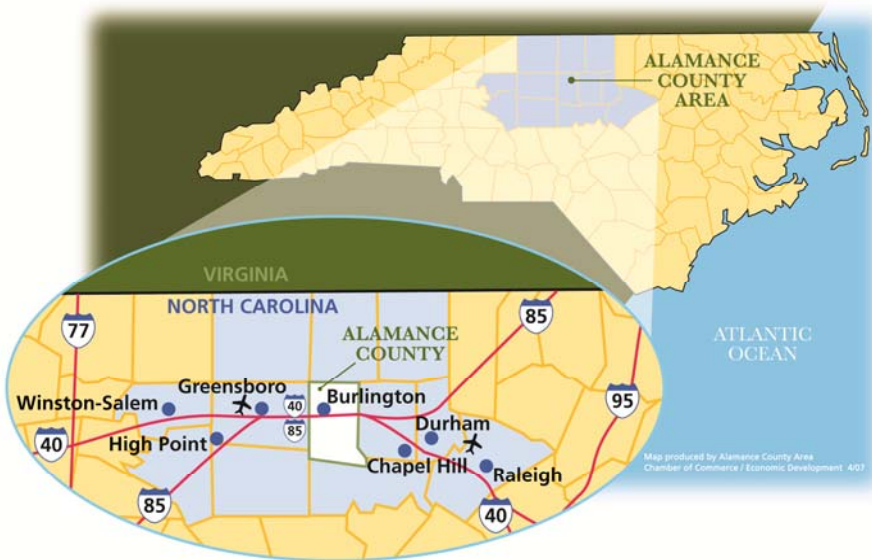 ALAMANCE
COUNTY
AREA
VIRGINIA
NORTH CAROLINA
77
85
ALAMANCE
COUNTY
ATLANTIC
OCEAN
Greensboro
Winston-Salem
40
Burlington
95
85
Durham
40
High Point
Chapel Hill
Raleigh
Map produced by Alamance County Area
Chamber of Commerce / Economic Development 4/07
85
40